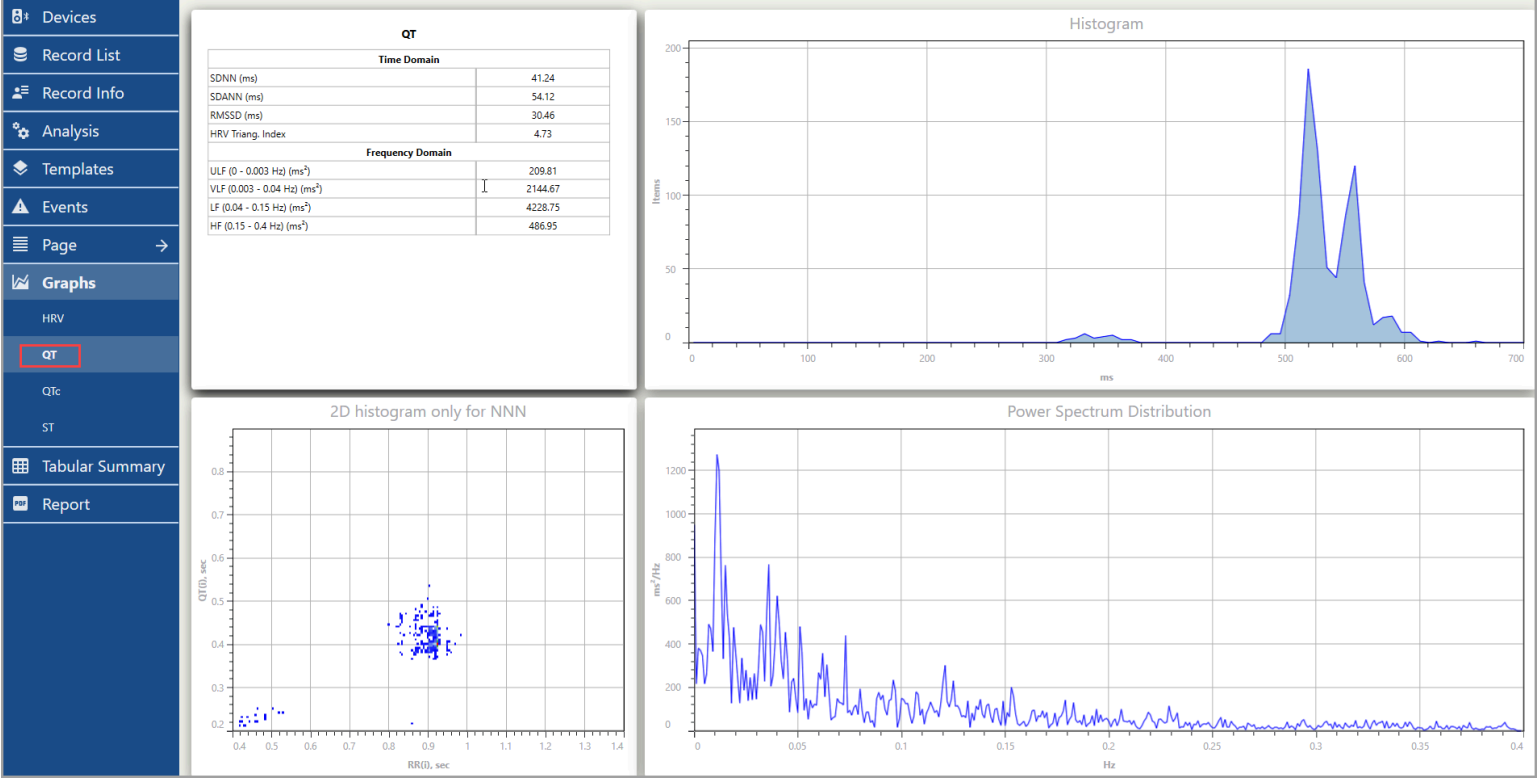 Devices
Record List
Record Info
Analysis
Templates
Events
Page
Graphs
HRV
QT
QTc
ST
Tabular Summary
PDF
Report
QT
Time Domain
SDNN (ms) 41.24
SDANN (ms) 54.12
RMSSD (ms) 30.46
HRV Triang. Index 4.73
Frequency Domain
ULF (0 - 0.003 Hz) (ms²) 209.81
VLF (0.003 - 0.04 Hz) (ms²) 2144.67
LF (0.04 - 0.15 Hz) (ms²) 4228.75
HF (0.15 - 0.4 Hz) (ms²) 486.95
Histogram
200
150
100
50
0
Items
0 100 200 300 400 500 600 700
ms
2D histogram only for NNN
0.8
0.7
0.6
0.5
0.4
0.3
0.2
QT(i), sec
0.4 0.5 0.6 0.7 0.8 0.9 1 1.1 1.2 1.3 1.4
RR(i), sec
Power Spectrum Distribution
1200
1000
800
600
400
200
0
ms²/Hz
0 0.05 0.1 0.15 0.2 0.25 0.3 0.35 0.4
Hz